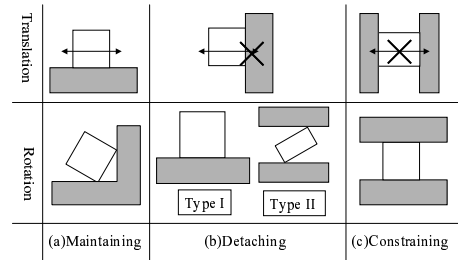 Translation
Rotation
Type I
Type II
(a)Maintaining
(b)Detaching
(c)Constraining